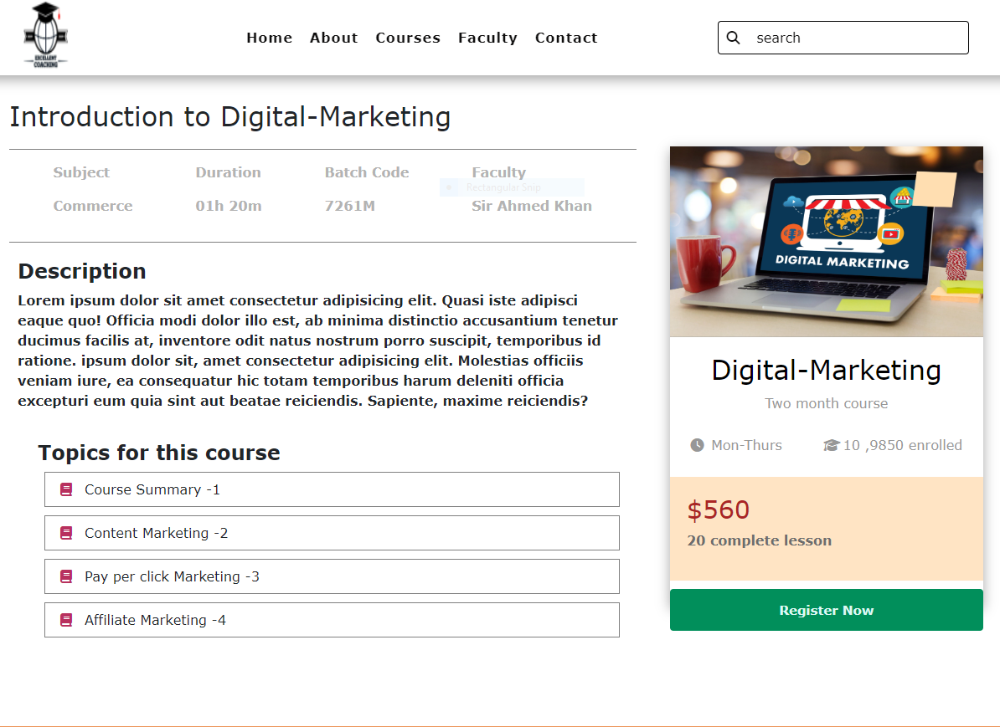 EXCELLENT
COACHING
Home About Courses Faculty Contact
search
Introduction to Digital-Marketing
Subject Duration Batch Code Faculty
Rectangular Snip
Commerce 01h 20m 7261M Sir Ahmed Khan
Description
Lorem ipsum dolor sit amet consectetur adipisicing elit. Quasi iste adipisci
eaque quo! Officia modi dolor illo est, ab minima distinctio accusantium tenetur
ducimus facilis at, inventore odit natus nostrum porro suscipit, temporibus id
ratione. ipsum dolor sit, amet consectetur adipisicing elit. Molestias officiis
veniam iure, ea consequatur hic totam temporibus harum deleniti officia
excepturi eum quia sint aut beatae reiciendis. Sapiente, maxime reiciendis?
Topics for this course
Course Summary -1
Content Marketing -2
Pay per click Marketing -3
Affiliate Marketing -4
DIGITAL MARKETING
Digital-Marketing
Two month course
Mon-Thurs 10 ,9850 enrolled
$560
20 complete lesson
Register Now